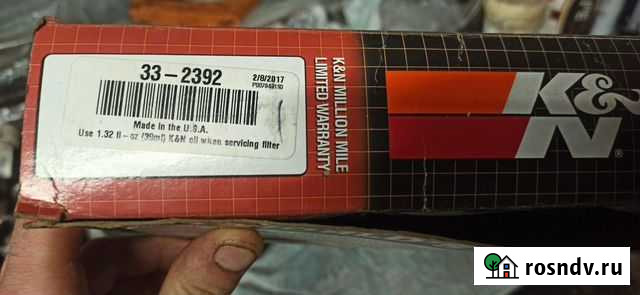 33-2392
2/8/2017
Made in the U.S.A.
Use 1.32 fl-oz (39ml) K&N oil when servicing filter
K&N MILLION MILE
LIMITED WARRANTY
K&N®
rosndv.ru